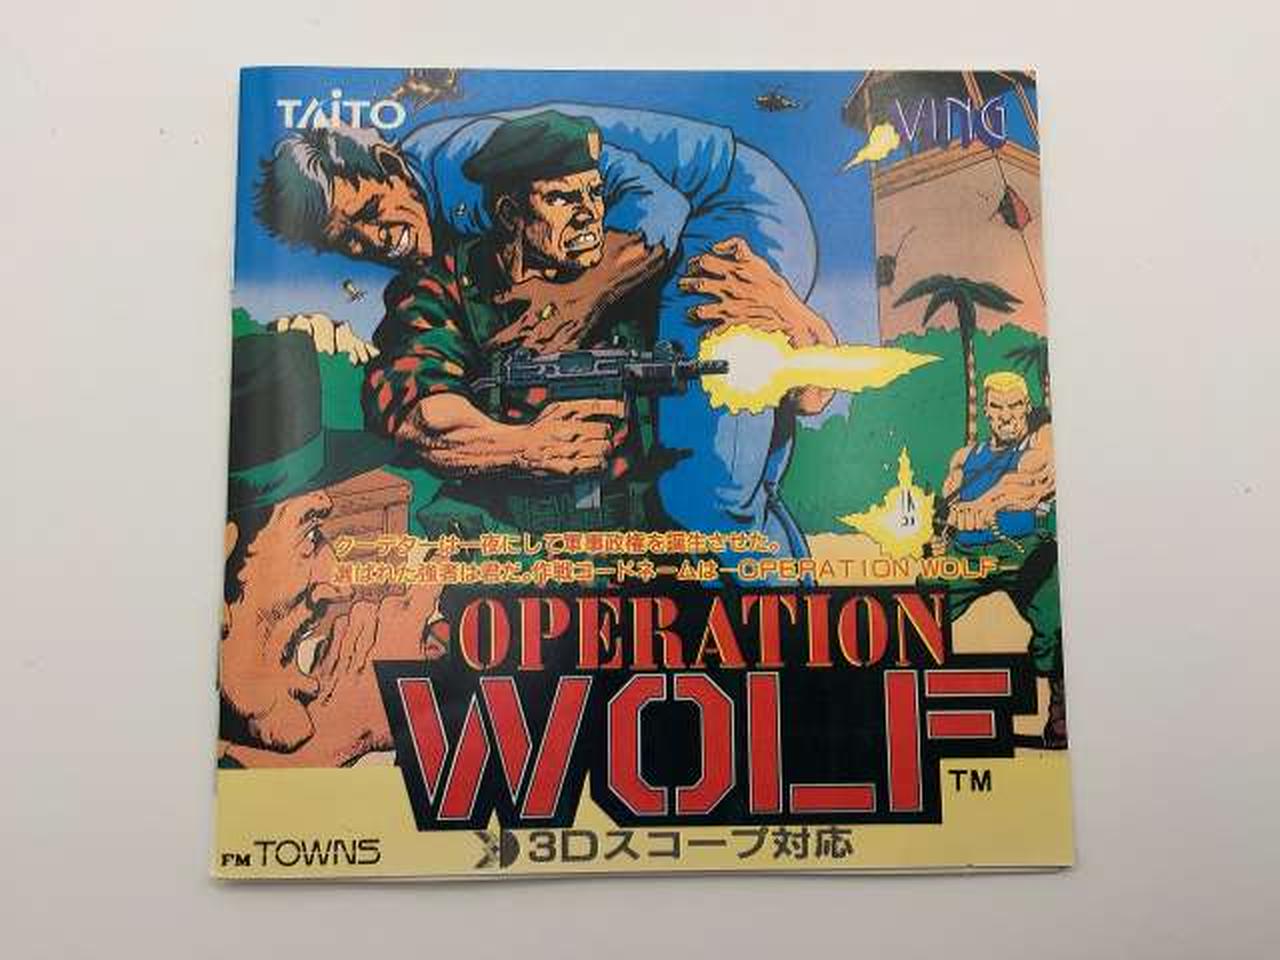 TAiTO
VING
クーデターは一夜にして軍事政権を誕生させた。
選ばれた強者は君だ。作戦コードネームは－OPERATION WOLF－
OPERATION
WOLF
TM
3Dスコープ対応
FM TOWNS